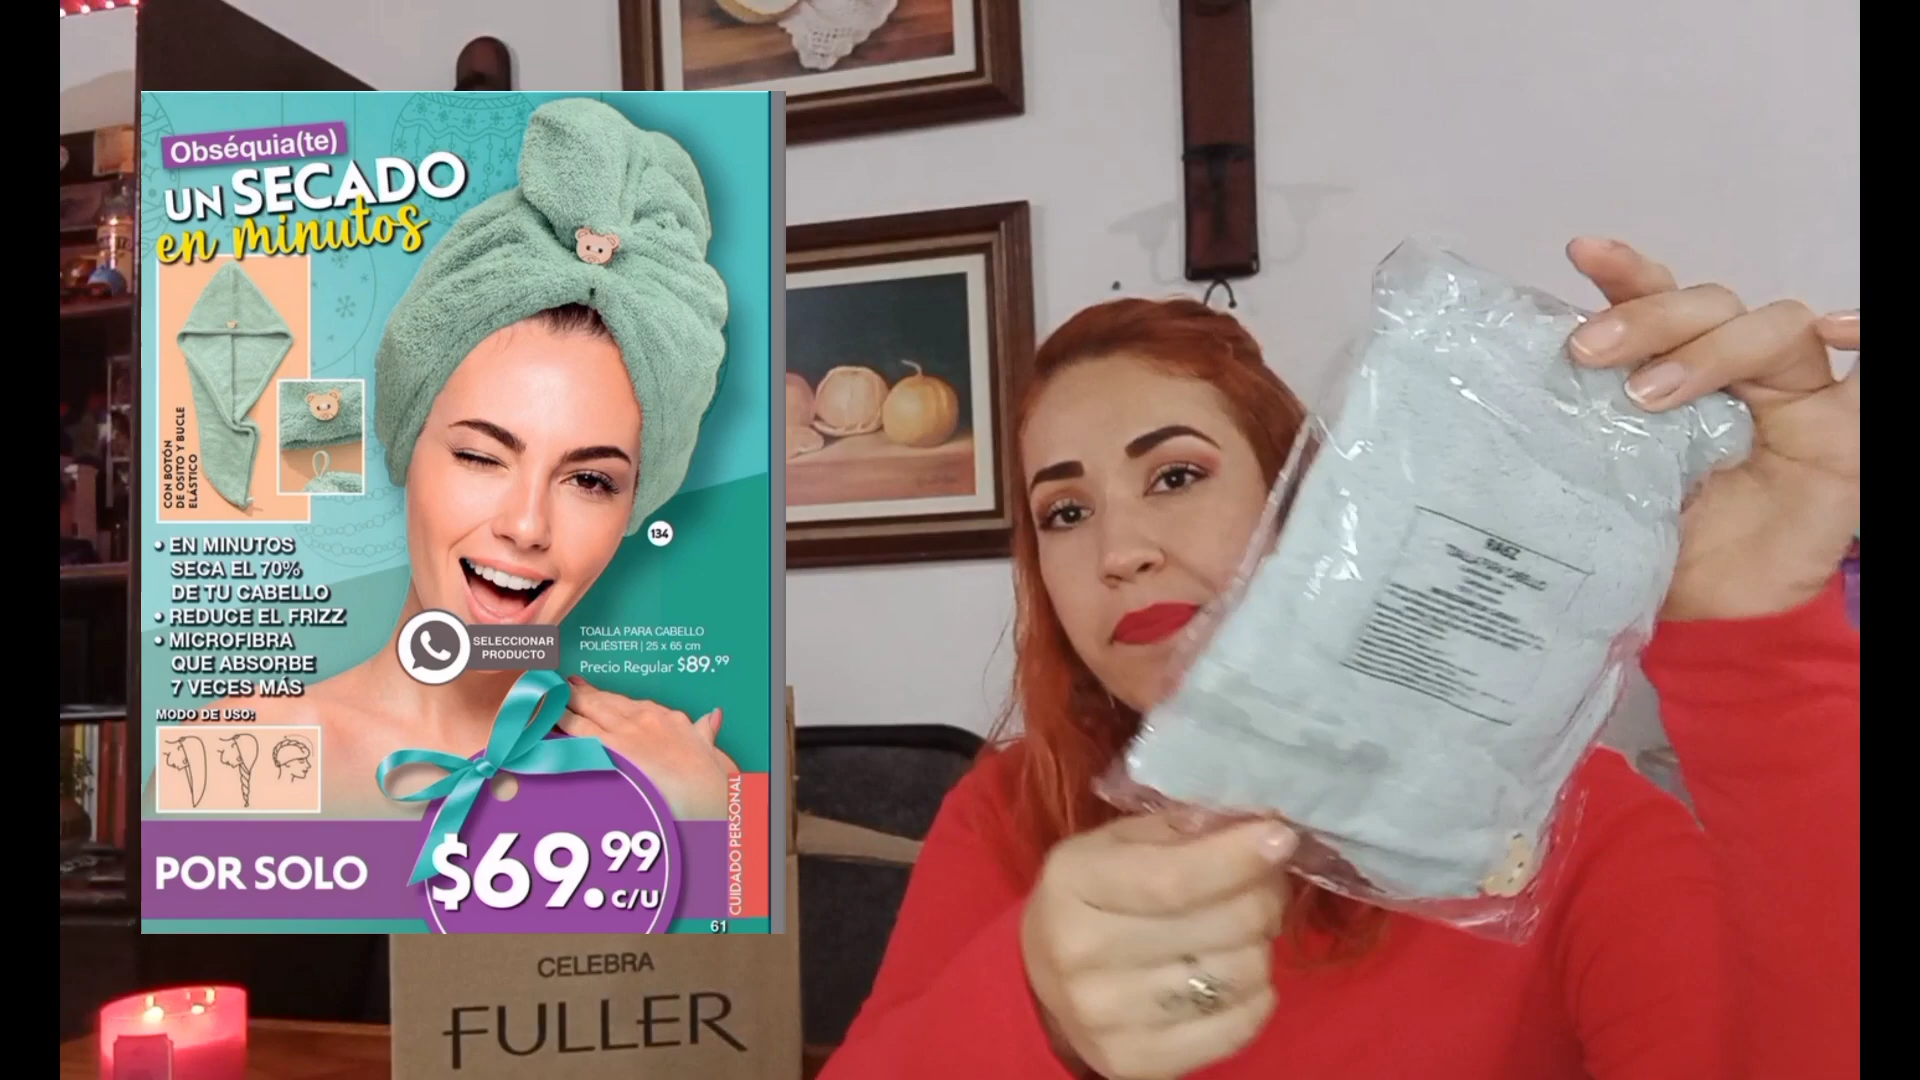 Obséquia(te)
UN SECADO
en minutos
CON BOTÓN
DE OSITO Y BUCLE
ELÁSTICO
134
• EN MINUTOS
SECA EL 70%
DE TU CABELLO
• REDUCE EL FRIZZ
• MICROFIBRA
QUE ABSORBE
7 VECES MÁS
MODO DE USO:
SELECCIONAR
PRODUCTO
TOALLA PARA CABELLO
POLIÉSTER | 25 x 65 cm
Precio Regular $89.99
POR SOLO
$69.99
c/u
CUIDADO PERSONAL
61
CELEBRA
FULLER